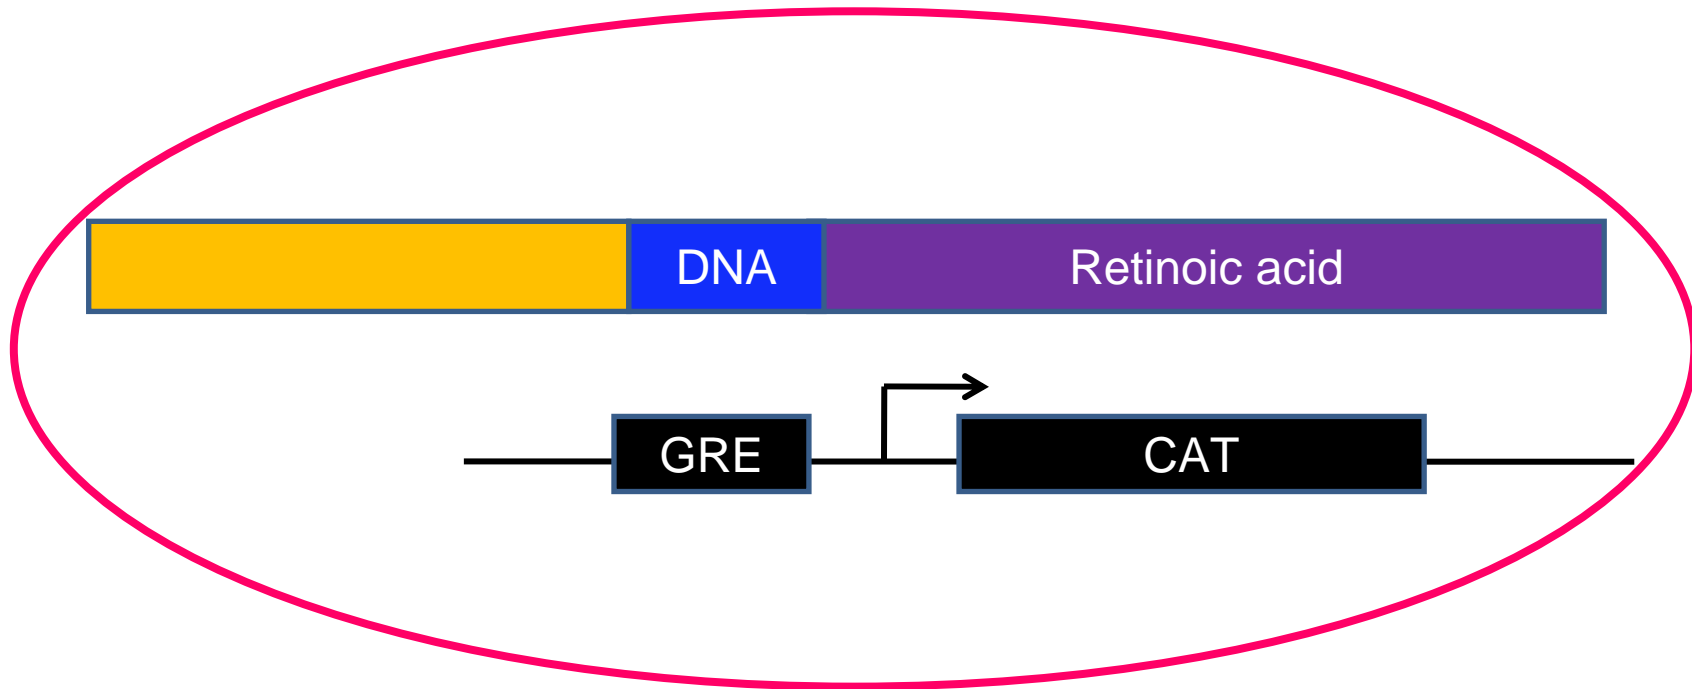 DNA
Retinoic acid
GRE
CAT